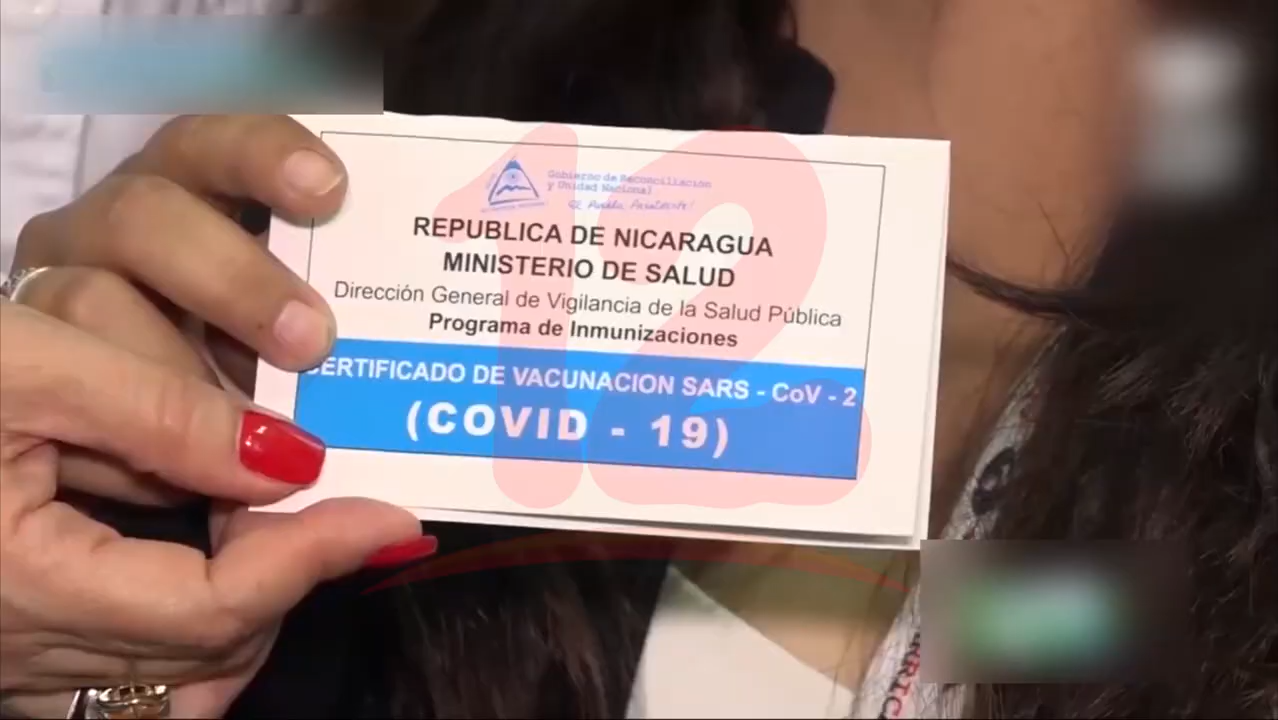 Gobierno de Reconciliación
y Unidad Nacional
El Pueblo, Presidente!
REPUBLICA DE NICARAGUA
MINISTERIO DE SALUD
Dirección General de Vigilancia de la Salud Pública
Programa de Inmunizaciones
CERTIFICADO DE VACUNACION SARS - CoV - 2
(COVID - 19)
12